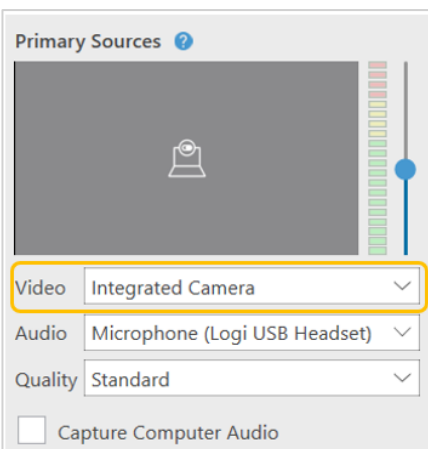 Primary Sources ?
Video Integrated Camera
Audio Microphone (Logi USB Headset)
Quality Standard
Capture Computer Audio